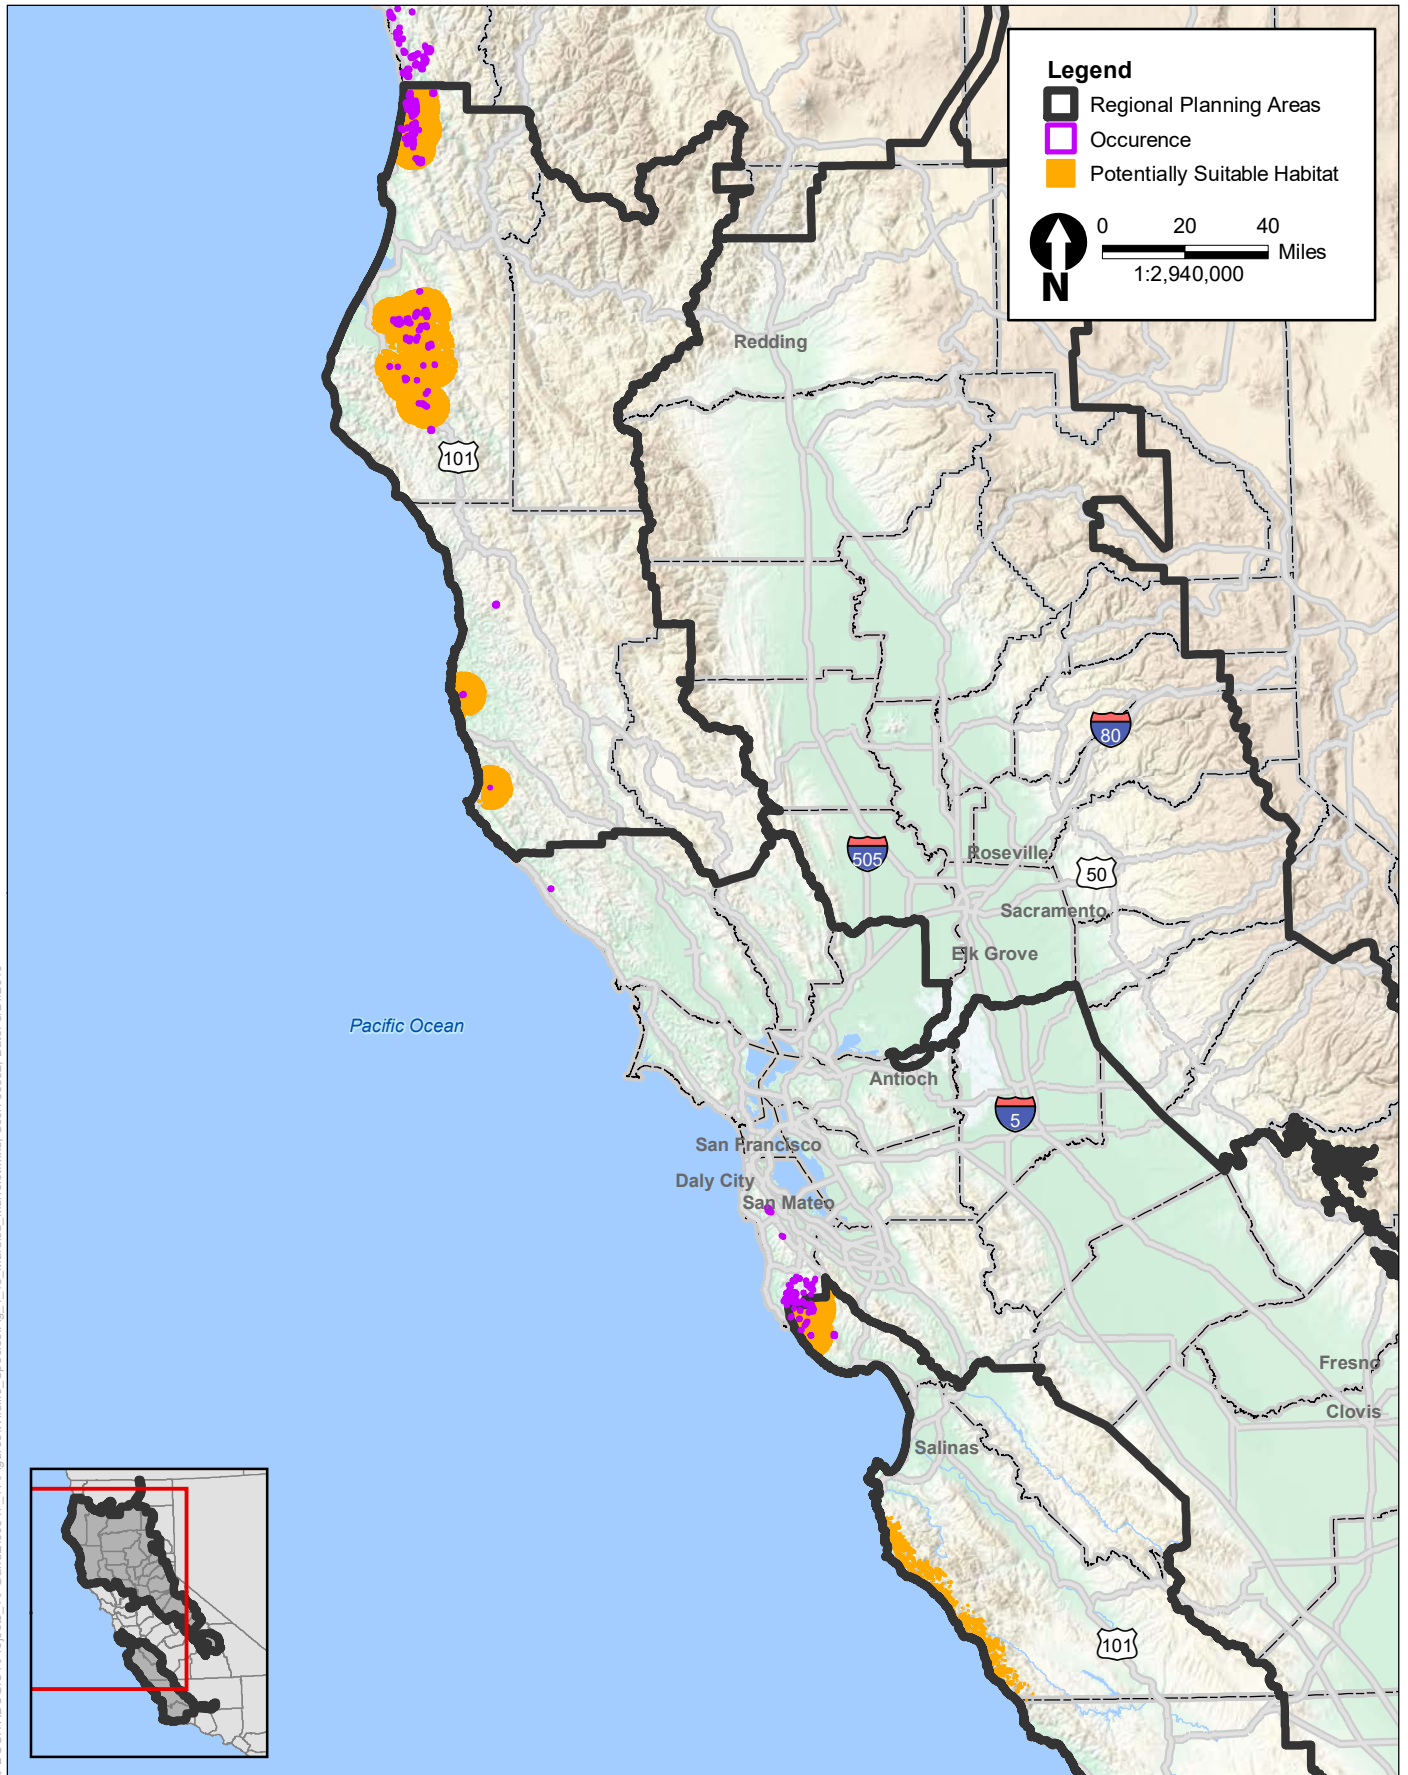 Legend
Regional Planning Areas
Occurence
Potentially Suitable Habitat
0 20 40
Miles
1:2,940,000
N
Redding
101
80
505
Roseville
50
Sacramento
Elk Grove
Pacific Ocean
Antioch
5
San Francisco
Daly City
San Mateo
Fresno
Clovis
Salinas
101